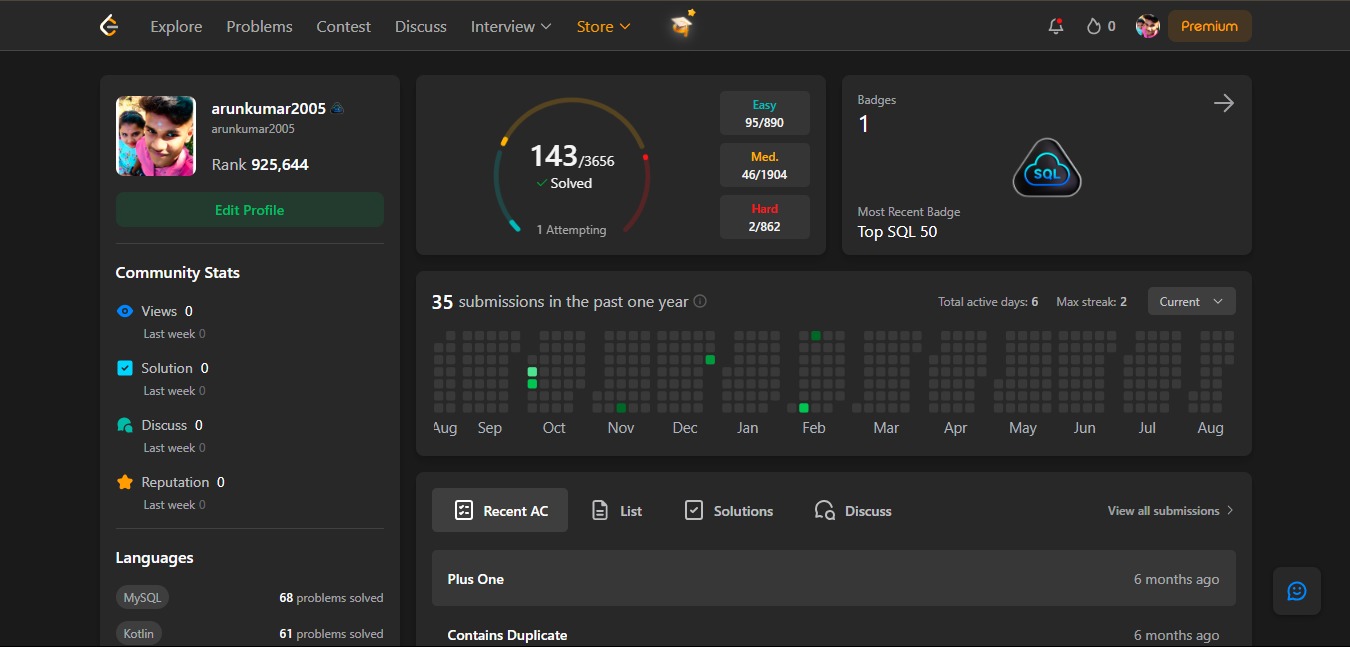 Explore Problems Contest Discuss Interview Store 0 Premium
arunkumar2005
arunkumar2005
Rank 925,644
Edit Profile
Community Stats
Views 0
Last week 0
Solution 0
Last week 0
Discuss 0
Last week 0
Reputation 0
Last week 0
Languages
MySQL 68 problems solved
Kotlin 61 problems solved
143/3656
Solved
1 Attempting
Easy
95/890
Med.
46/1904
Hard
2/862
Badges
1
SQL
Most Recent Badge
Top SQL 50
35 submissions in the past one year Total active days: 6 Max streak: 2 Current
Aug Sep Oct Nov Dec Jan Feb Mar Apr May Jun Jul Aug
Recent AC List Solutions Discuss View all submissions
Plus One 6 months ago
Contains Duplicate 6 months ago